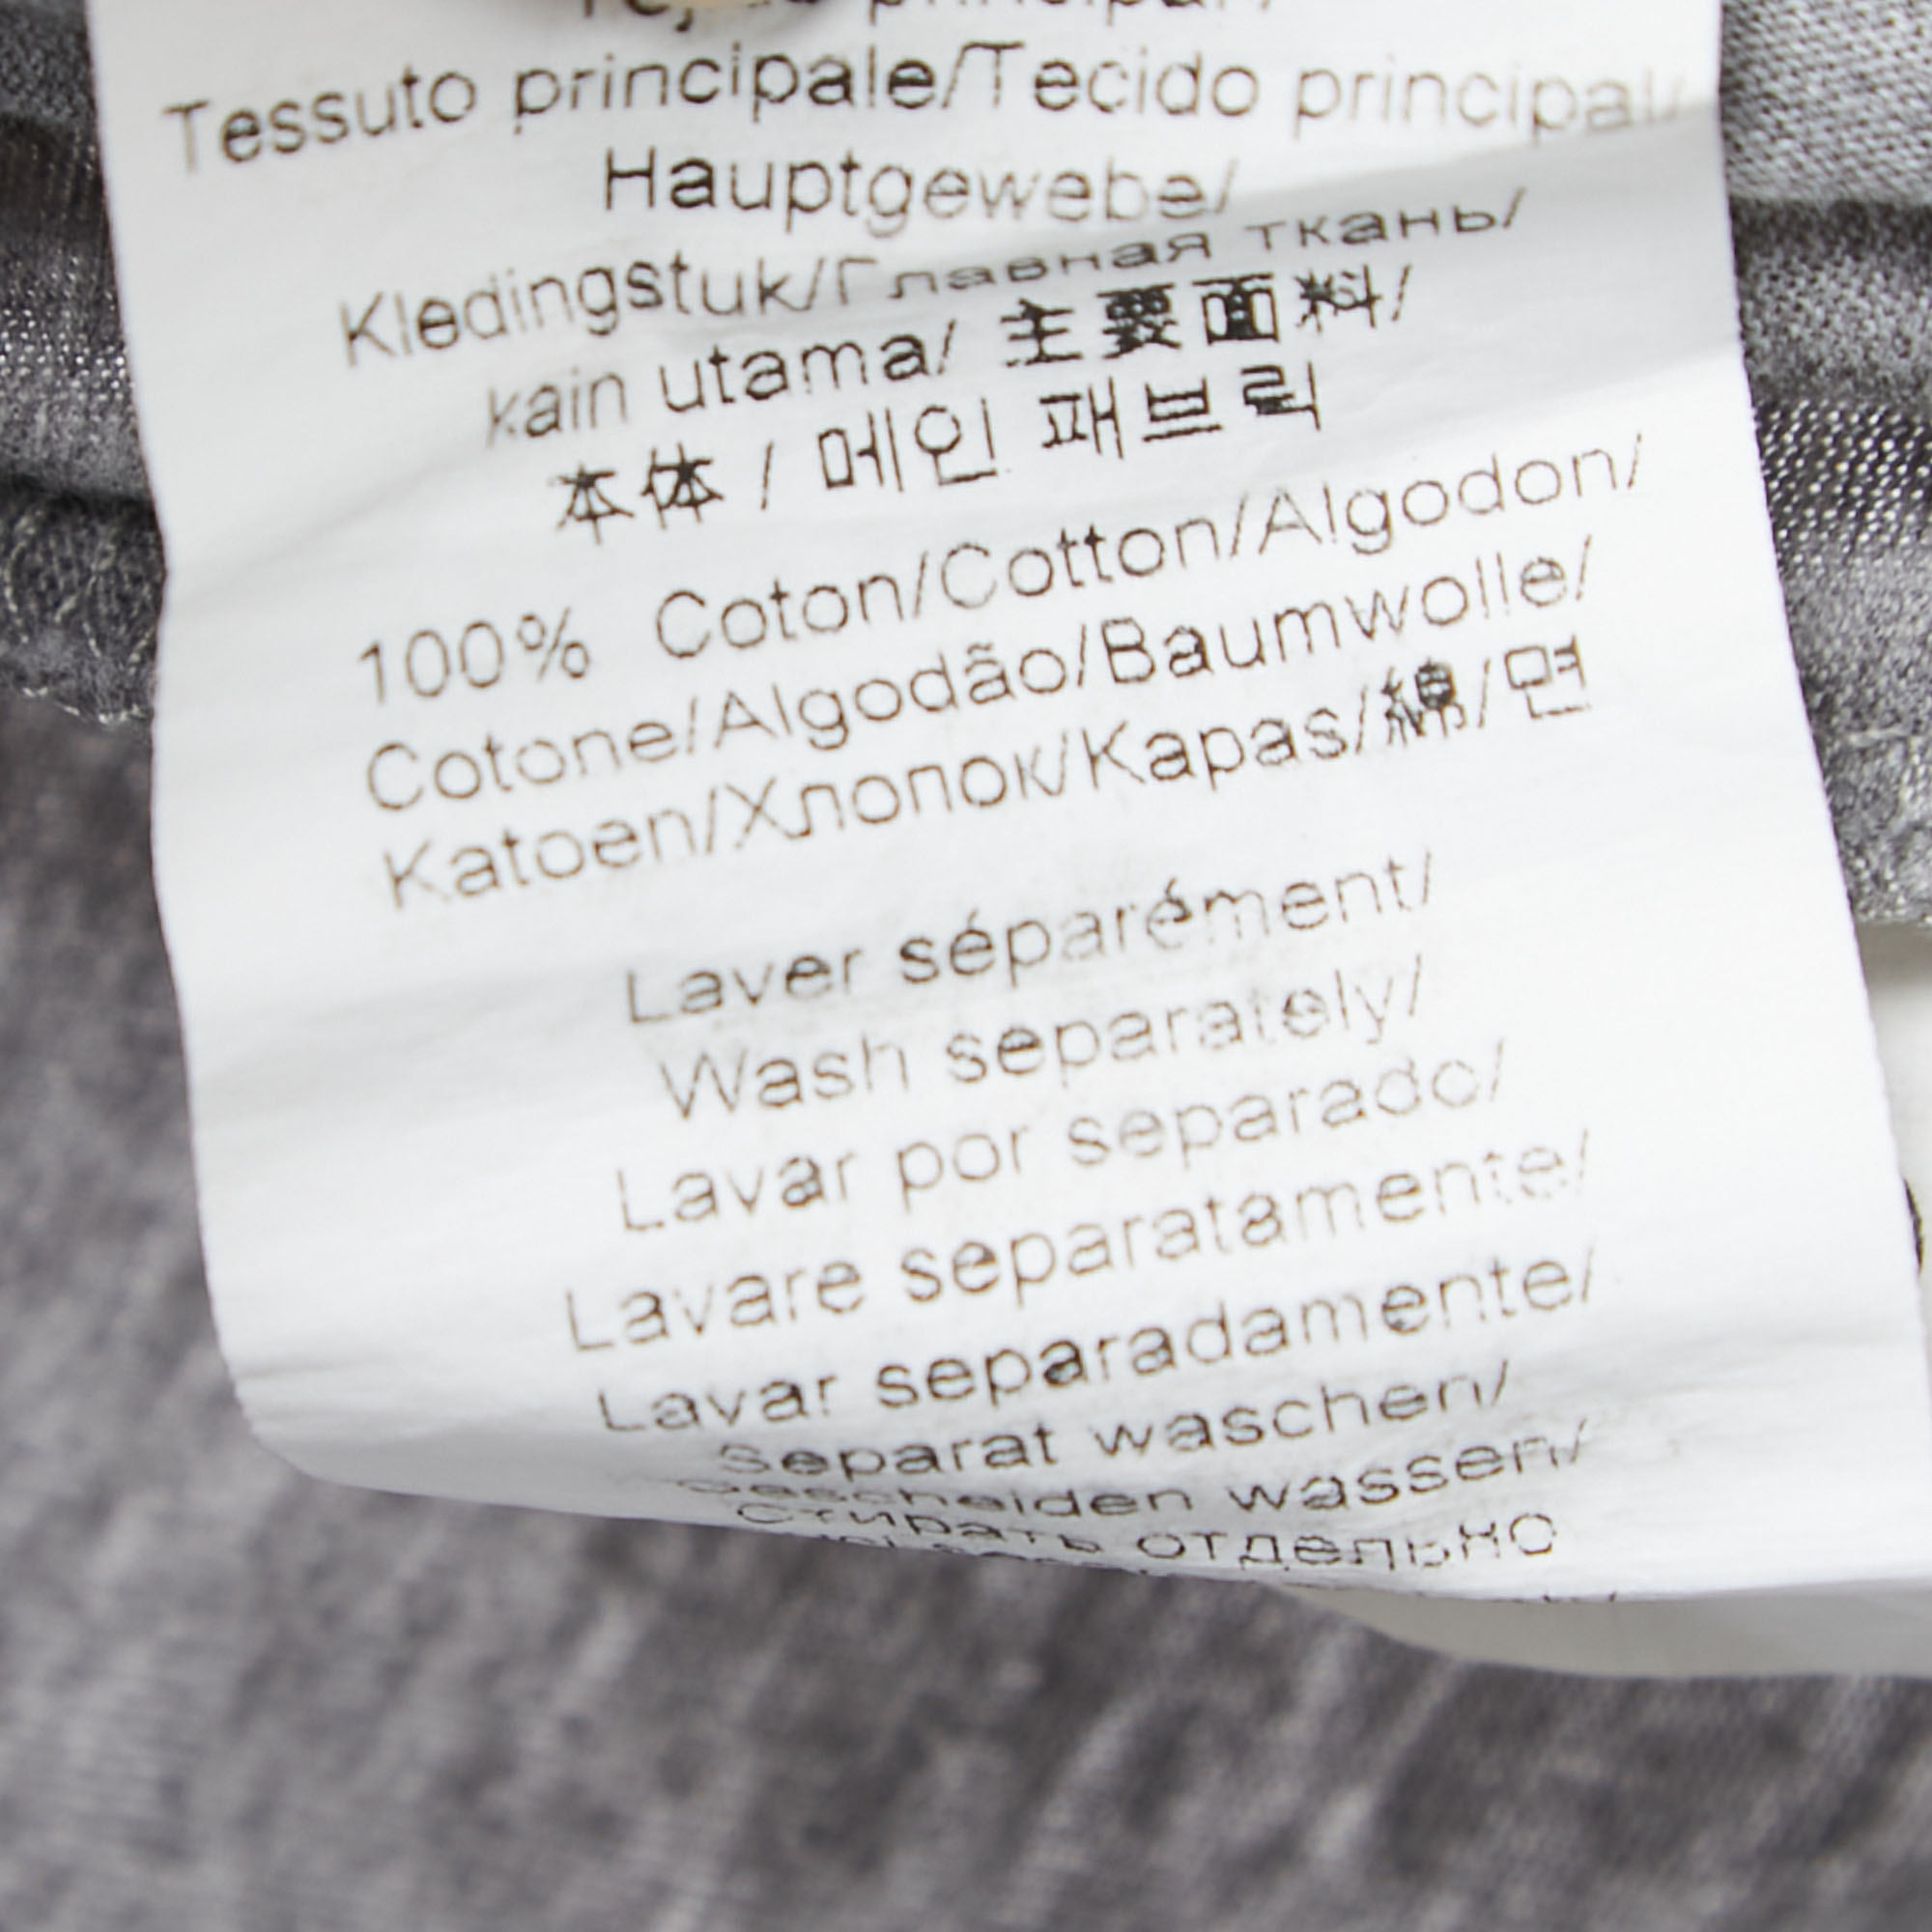 principal/
Tessuto principale/Tecido principal/
Hauptgewebe/
Kledingstuk/Главная ткань/
kain utama/ 主要面料/
本体 / 메인 패브릭
100% Coton/Cotton/Algodon/
Cotone/Algodão/Baumwolle/
Katoen/Хлопок/Kapas/綿/면
Laver séparément/
Wash separately/
Lavar por separado/
Lavare separatamente/
Lavar separadamente/
Separat waschen/
Gescheiden wassen/
Стирать отдельно